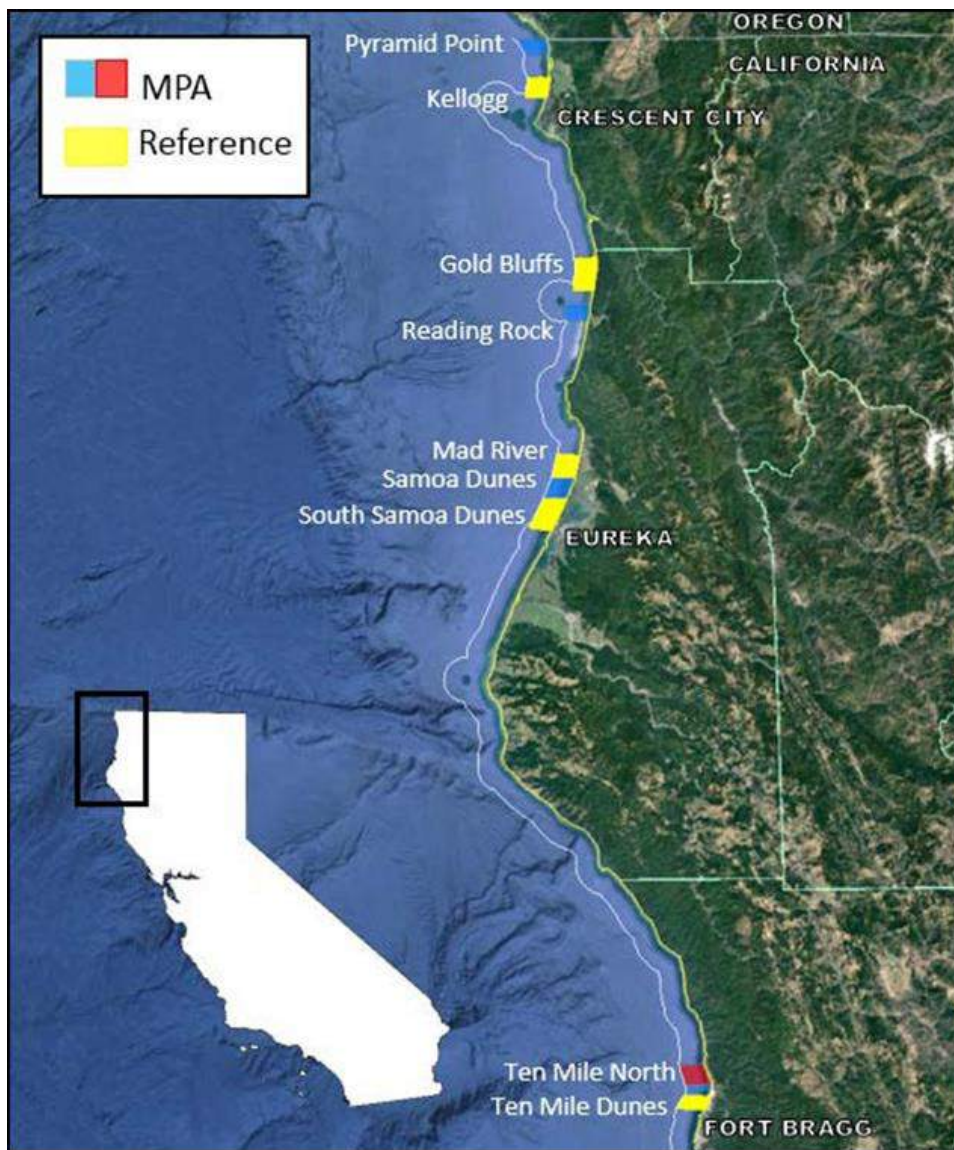 OREGON
CALIFORNIA
MPA
Reference
Pyramid Point
Kellogg
CRESCENT CITY
Gold Bluffs
Reading Rock
Mad River
Samoa Dunes
South Samoa Dunes
EUREKA
Ten Mile North
Ten Mile Dunes
FORT BRAGG